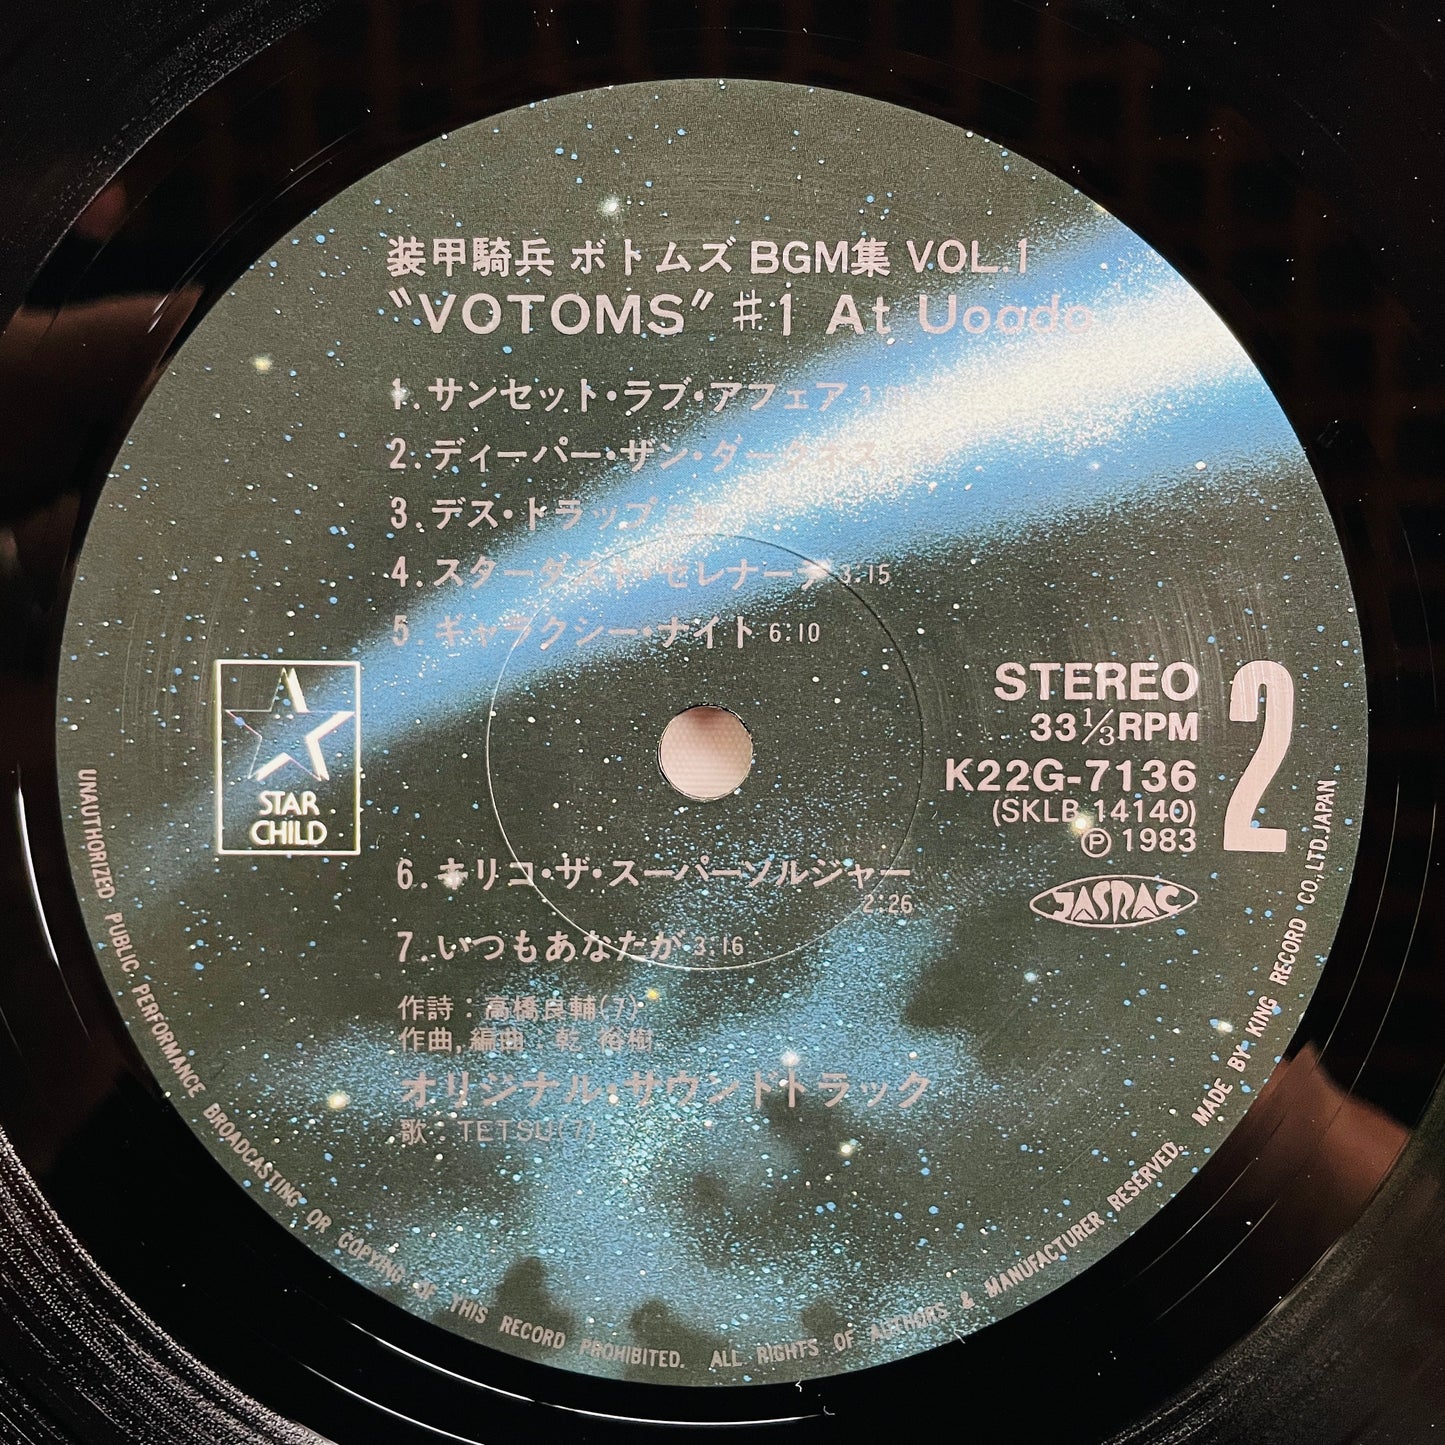 装甲騎兵 ボトムズ BGM集 VOL.1
"VOTOMS" #1 At Uoado
1.サンセット・ラブ・アフェア
2.ディーパー・ザン・ダークネス
3.デス・トラップ
4.スターダスト・セレナーデ 3:15
5.ギャラクシー・ナイト 6:10
STEREO
33 1/3 RPM
K22G-7136
(SKLB 14140)
Ⓟ 1983
2
STAR
CHILD
JASRAC
6.キリコ・ザ・スーパーソルジャー
2:26
7.いつもあなたが 3:16
作詩:高橋良輔(7)
作曲,編曲 乾 裕樹
オリジナル・サウンドトラック
歌:TETSU(7)
UNAUTHORIZED PUBLIC PERFORMANCE BROADCASTING OR COPYING OF THIS RECORD PROHIBITED. ALL RIGHTS OF AUTHORS & MANUFACTURER RESERVED. MADE BY KING RECORD CO.,LTD.JAPAN